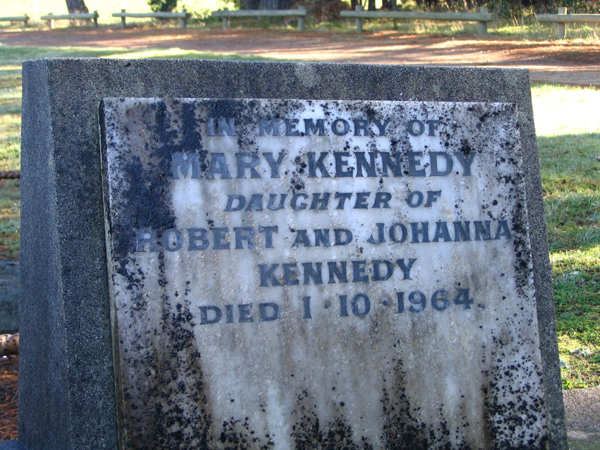 IN MEMORY OF
MARY KENNEDY
DAUGHTER OF
ROBERT AND JOHANNA
KENNEDY
DIED 1·10·1964.